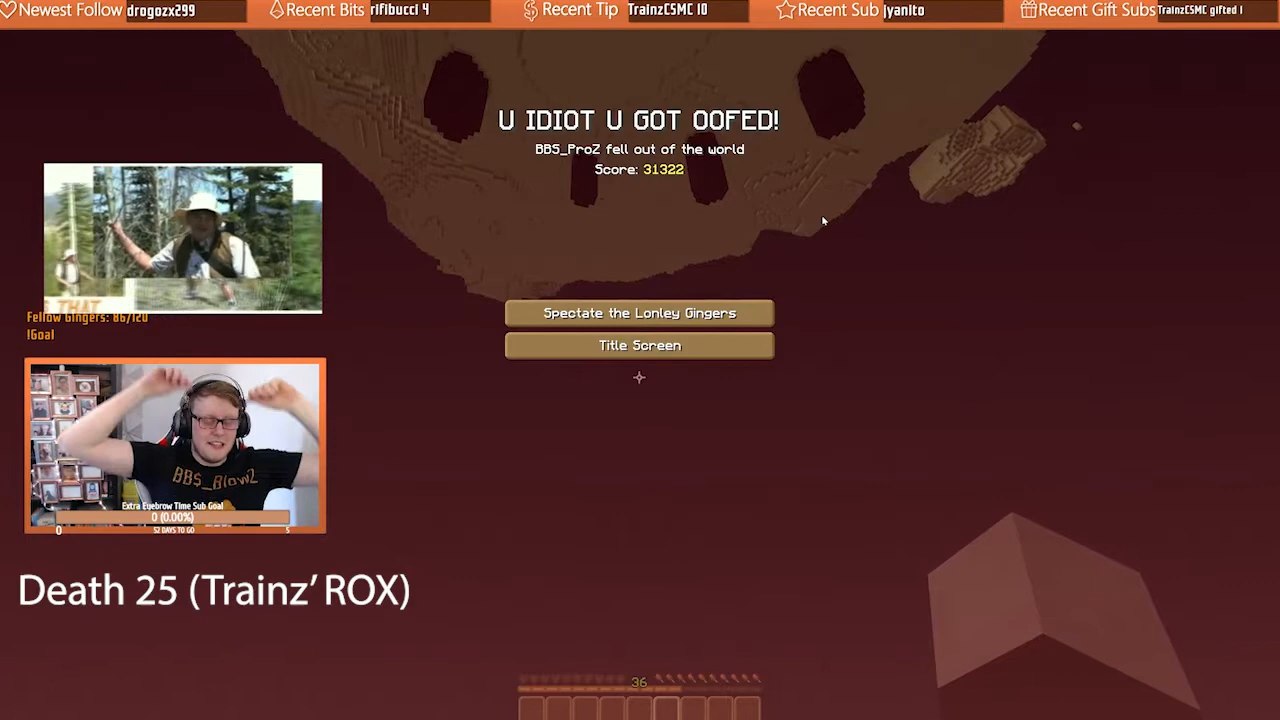 Newest Follow drogozx299 Recent Bits rifibucci 4 Recent Tip TrainzCSMC 10 Recent Sub jyanito Recent Gift Subs TrainzCSMC gifted 1
U IDIOT U GOT OOFED!
BBS_ProZ fell out of the world
Score: 31322
THAT
Fellow Gingers: 86/120
!Goal
Spectate the Lonley Gingers
Title Screen
BBS_BlowZ
Extra Eyebrow Time Sub Goal
0 (0.00%)
0 52 DAYS TO GO 5
Death 25 (Trainz' ROX)
36